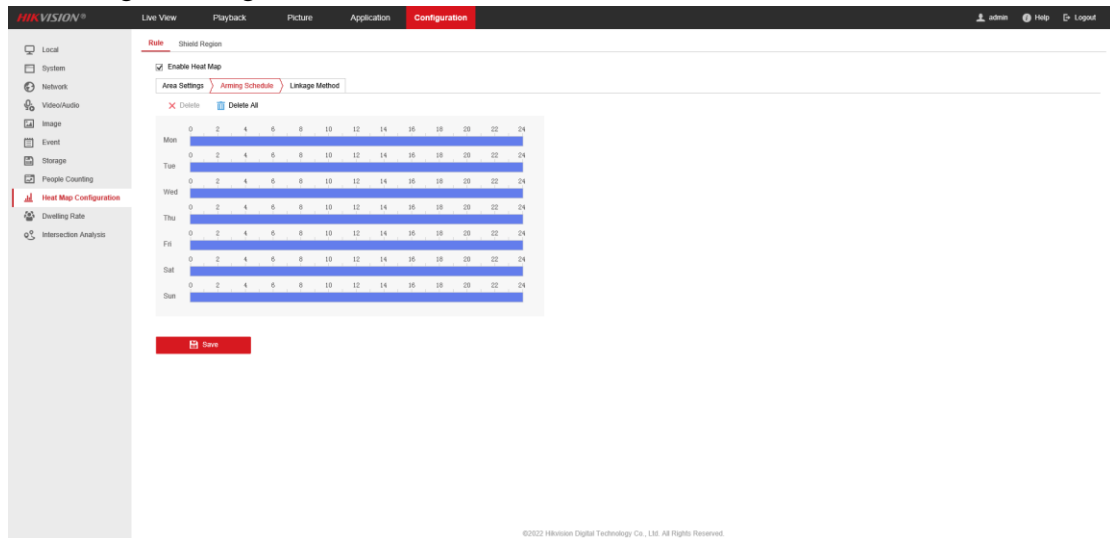 HIKVISION® Live View Playback Picture Application Configuration admin Help Logout
Local
System
Network
Video/Audio
Image
Event
Storage
People Counting
Heat Map Configuration
Dwelling Rate
Intersection Analysis
Rule Shield Region
Enable Heat Map
Area Settings Arming Schedule Linkage Method
Delete Delete All
0 2 4 6 8 10 12 14 16 18 20 22 24
Mon
0 2 4 6 8 10 12 14 16 18 20 22 24
Tue
0 2 4 6 8 10 12 14 16 18 20 22 24
Wed
0 2 4 6 8 10 12 14 16 18 20 22 24
Thu
0 2 4 6 8 10 12 14 16 18 20 22 24
Fri
0 2 4 6 8 10 12 14 16 18 20 22 24
Sat
0 2 4 6 8 10 12 14 16 18 20 22 24
Sun
Save
©2022 Hikvision Digital Technology Co., Ltd. All Rights Reserved.